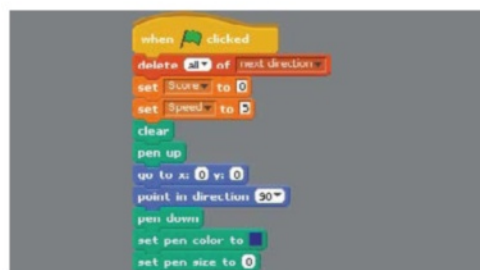 when clicked
delete all of next direction
set Score to 0
set Speed to 5
clear
pen up
go to x: 0 y: 0
point in direction 90
pen down
set pen color to
set pen size to 0